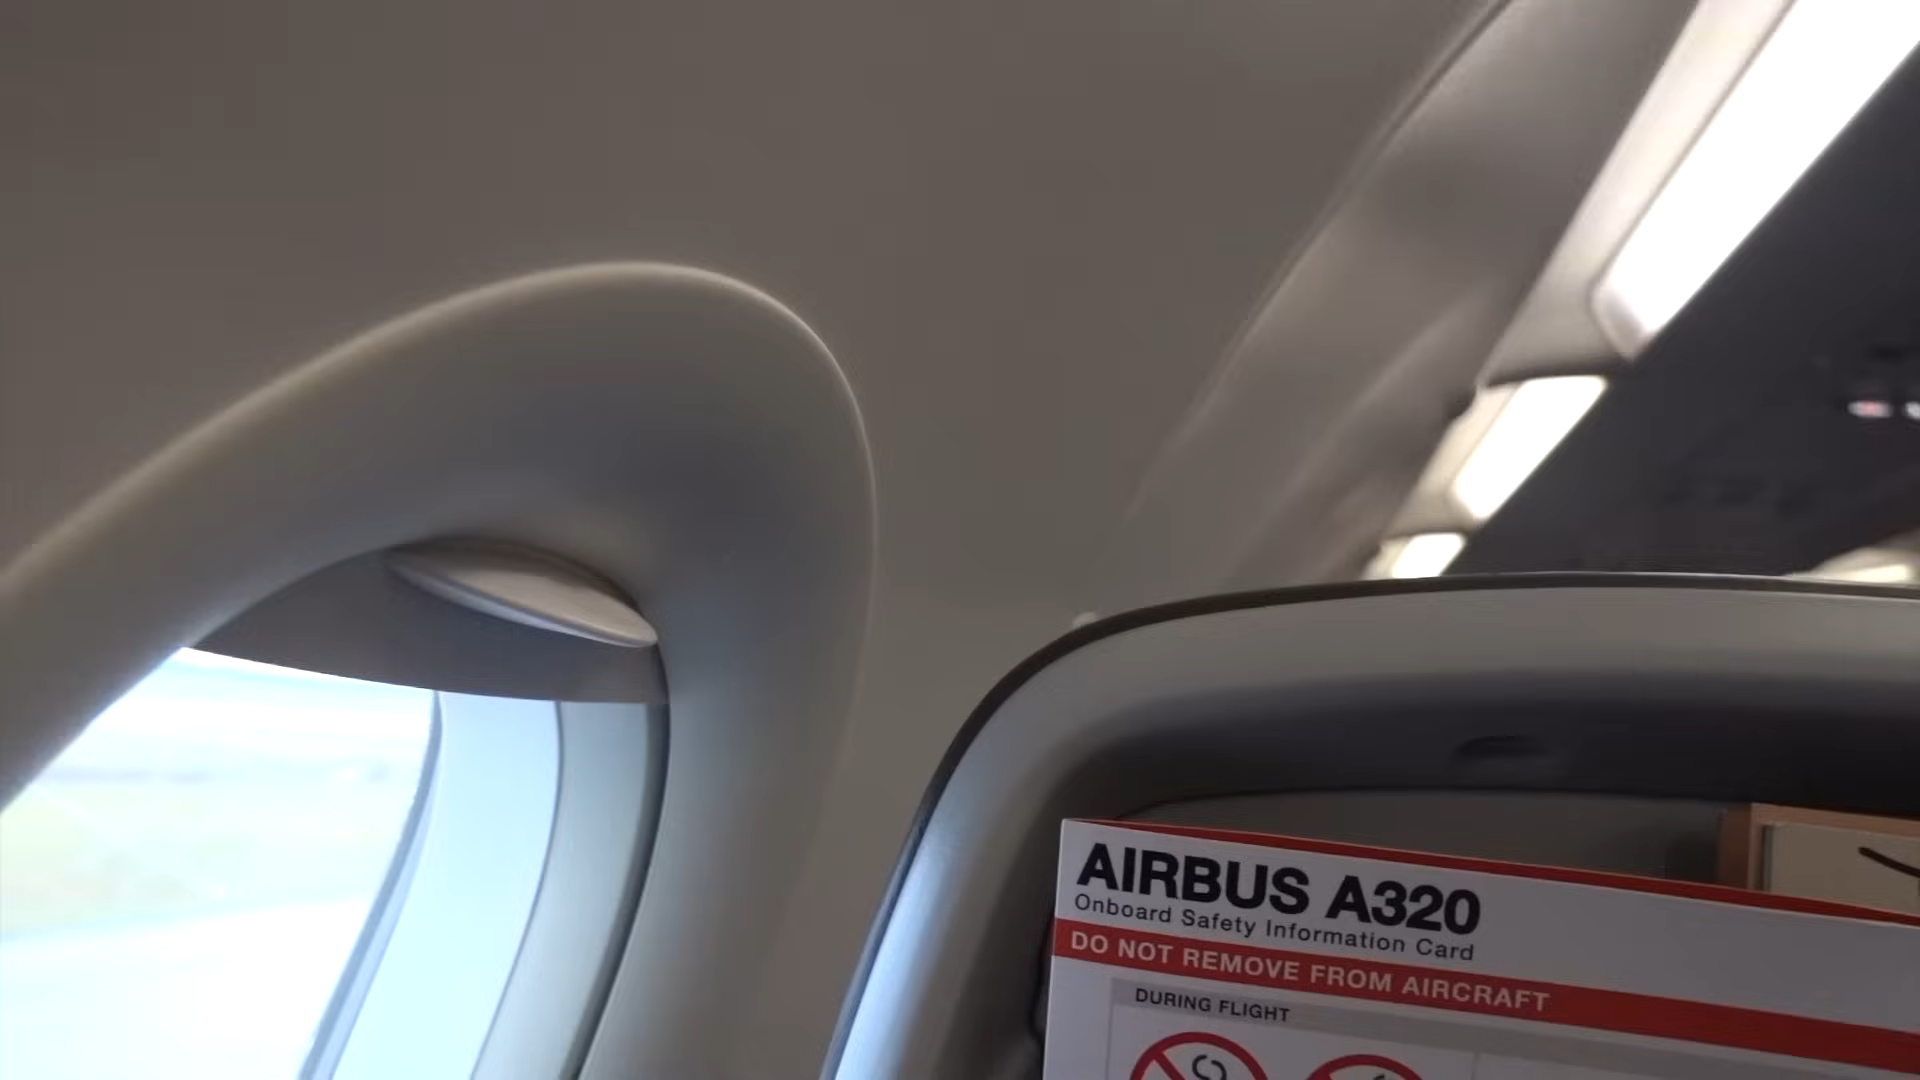 AIRBUS A320
Onboard Safety Information Card
DO NOT REMOVE FROM AIRCRAFT
DURING FLIGHT